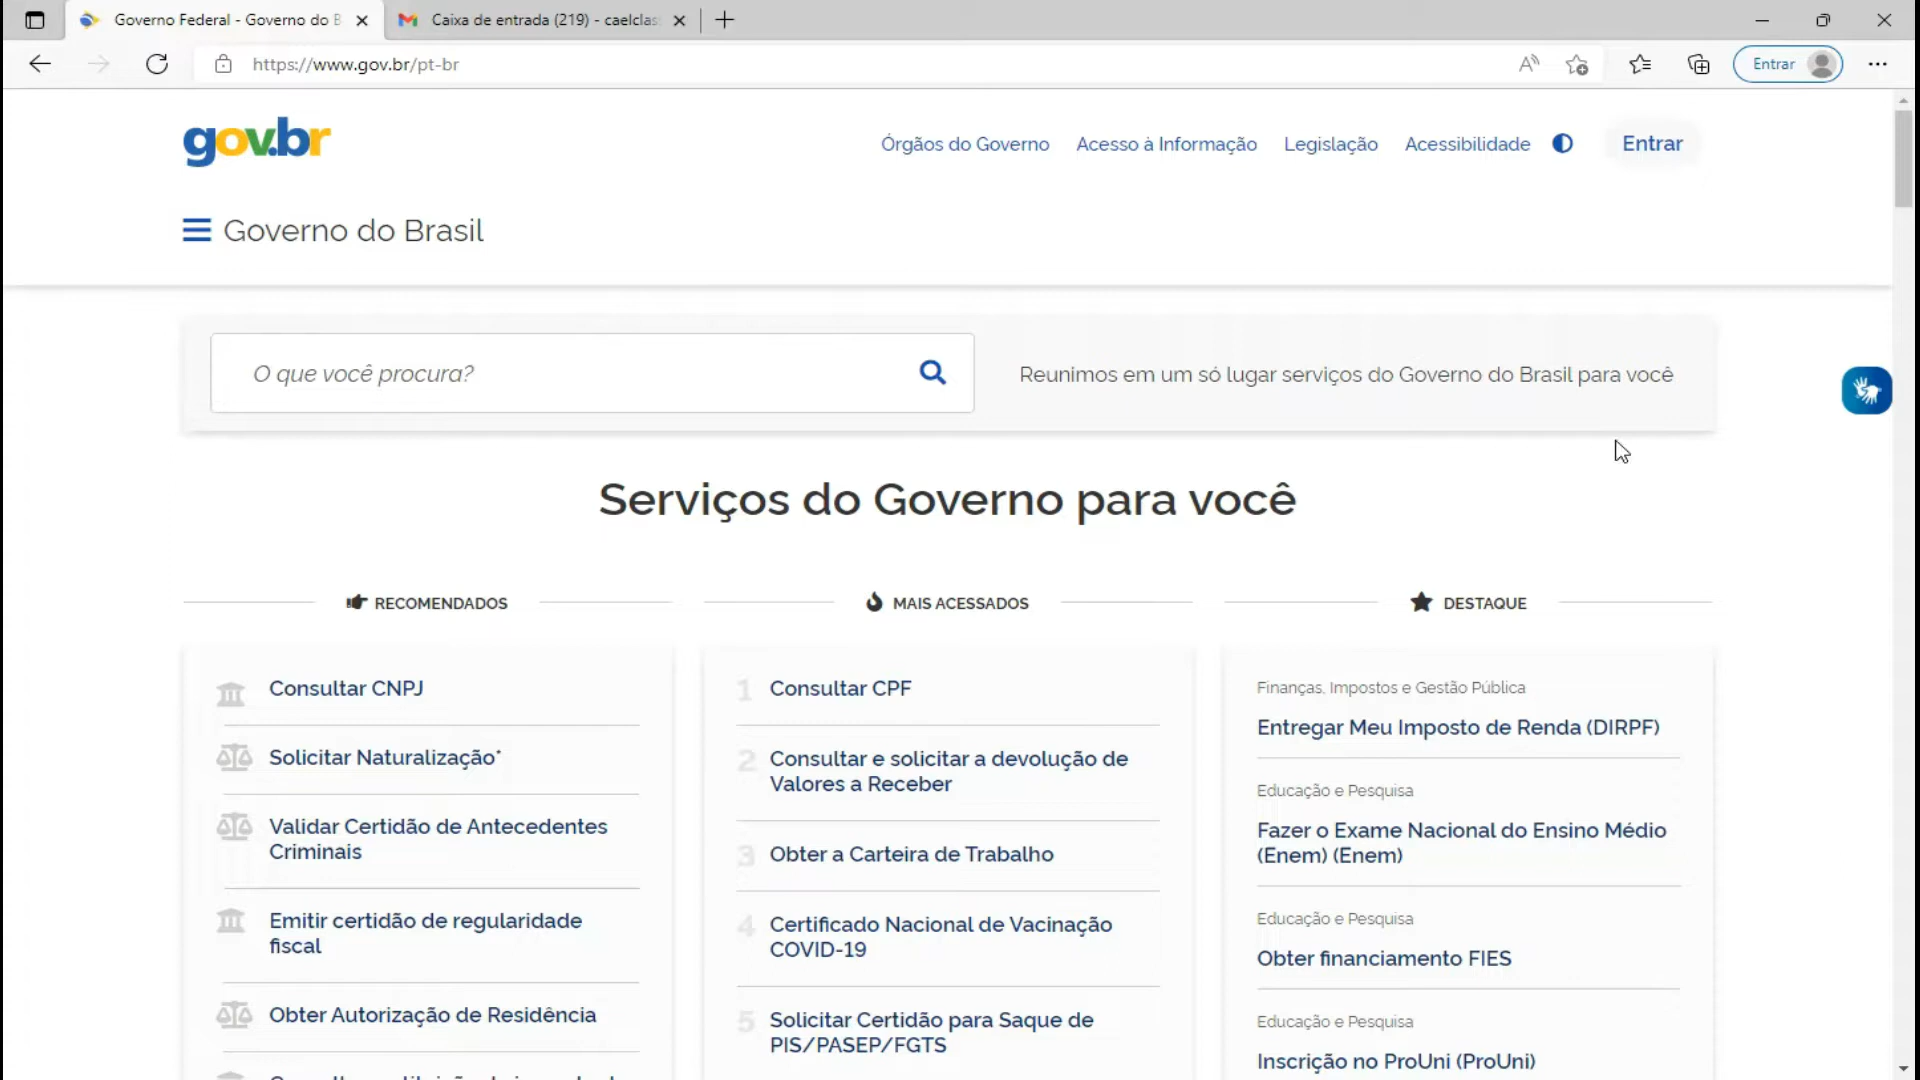 Governo Federal - Governo do B
Caixa de entrada (219) - caelclas
https://www.gov.br/pt-br
Entrar
gov.br
Órgãos do Governo
Acesso à Informação
Legislação
Acessibilidade
Entrar
Governo do Brasil
O que você procura?
Reunimos em um só lugar serviços do Governo do Brasil para você
Serviços do Governo para você
RECOMENDADOS
Consultar CNPJ
Solicitar Naturalização*
Validar Certidão de Antecedentes
Criminais
Emitir certidão de regularidade
fiscal
Obter Autorização de Residência
MAIS ACESSADOS
1 Consultar CPF
2 Consultar e solicitar a devolução de
Valores a Receber
3 Obter a Carteira de Trabalho
4 Certificado Nacional de Vacinação
COVID-19
5 Solicitar Certidão para Saque de
PIS/PASEP/FGTS
DESTAQUE
Finanças, Impostos e Gestão Pública
Entregar Meu Imposto de Renda (DIRPF)
Educação e Pesquisa
Fazer o Exame Nacional do Ensino Médio
(Enem) (Enem)
Educação e Pesquisa
Obter financiamento FIES
Educação e Pesquisa
Inscrição no ProUni (ProUni)